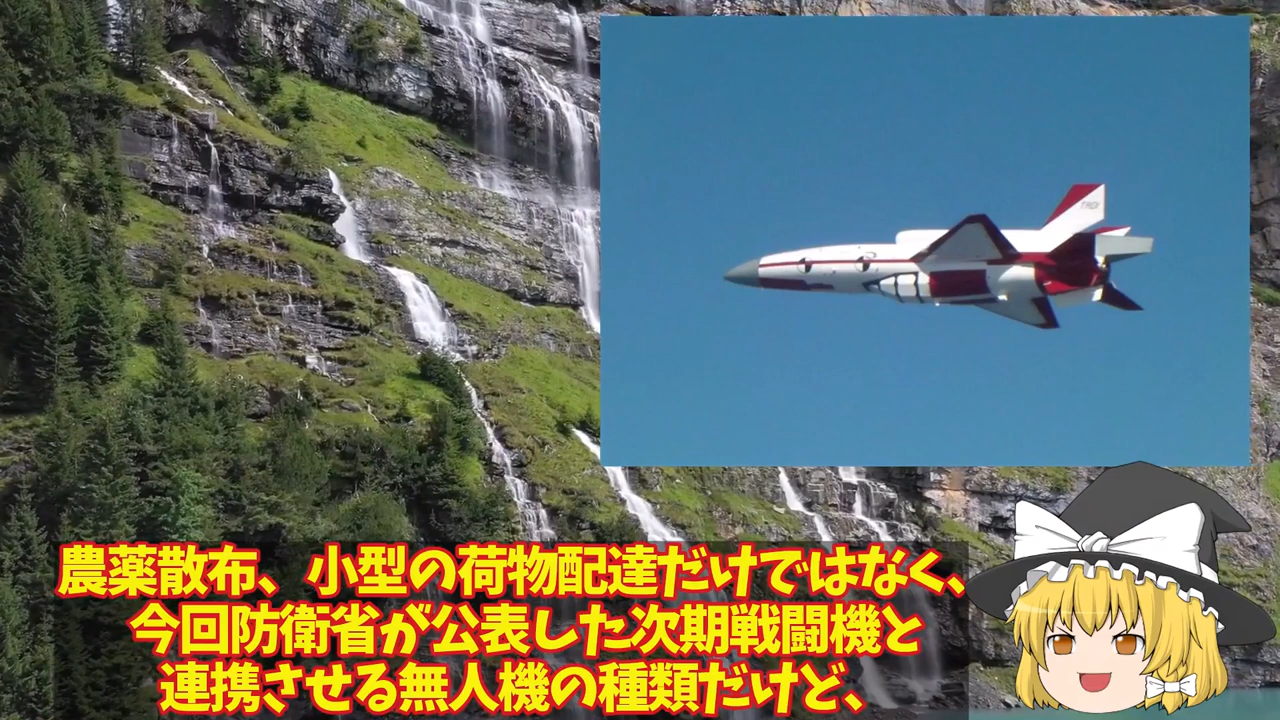 TRDI
農薬散布、小型の荷物配達だけではなく、
今回防衛省が公表した次期戦闘機と
連携させる無人機の種類だけど、